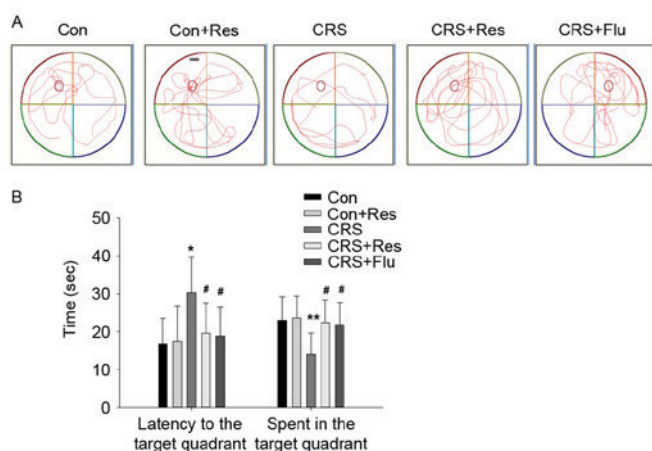 A
Con
Con+Res
CRS
CRS+Res
CRS+Flu
B
Con
Con+Res
CRS
CRS+Res
CRS+Flu
Time (sec)
50
40
30
20
10
0
*
#
#
**
#
#
Latency to the
target quadrant
Spent in the
target quadrant